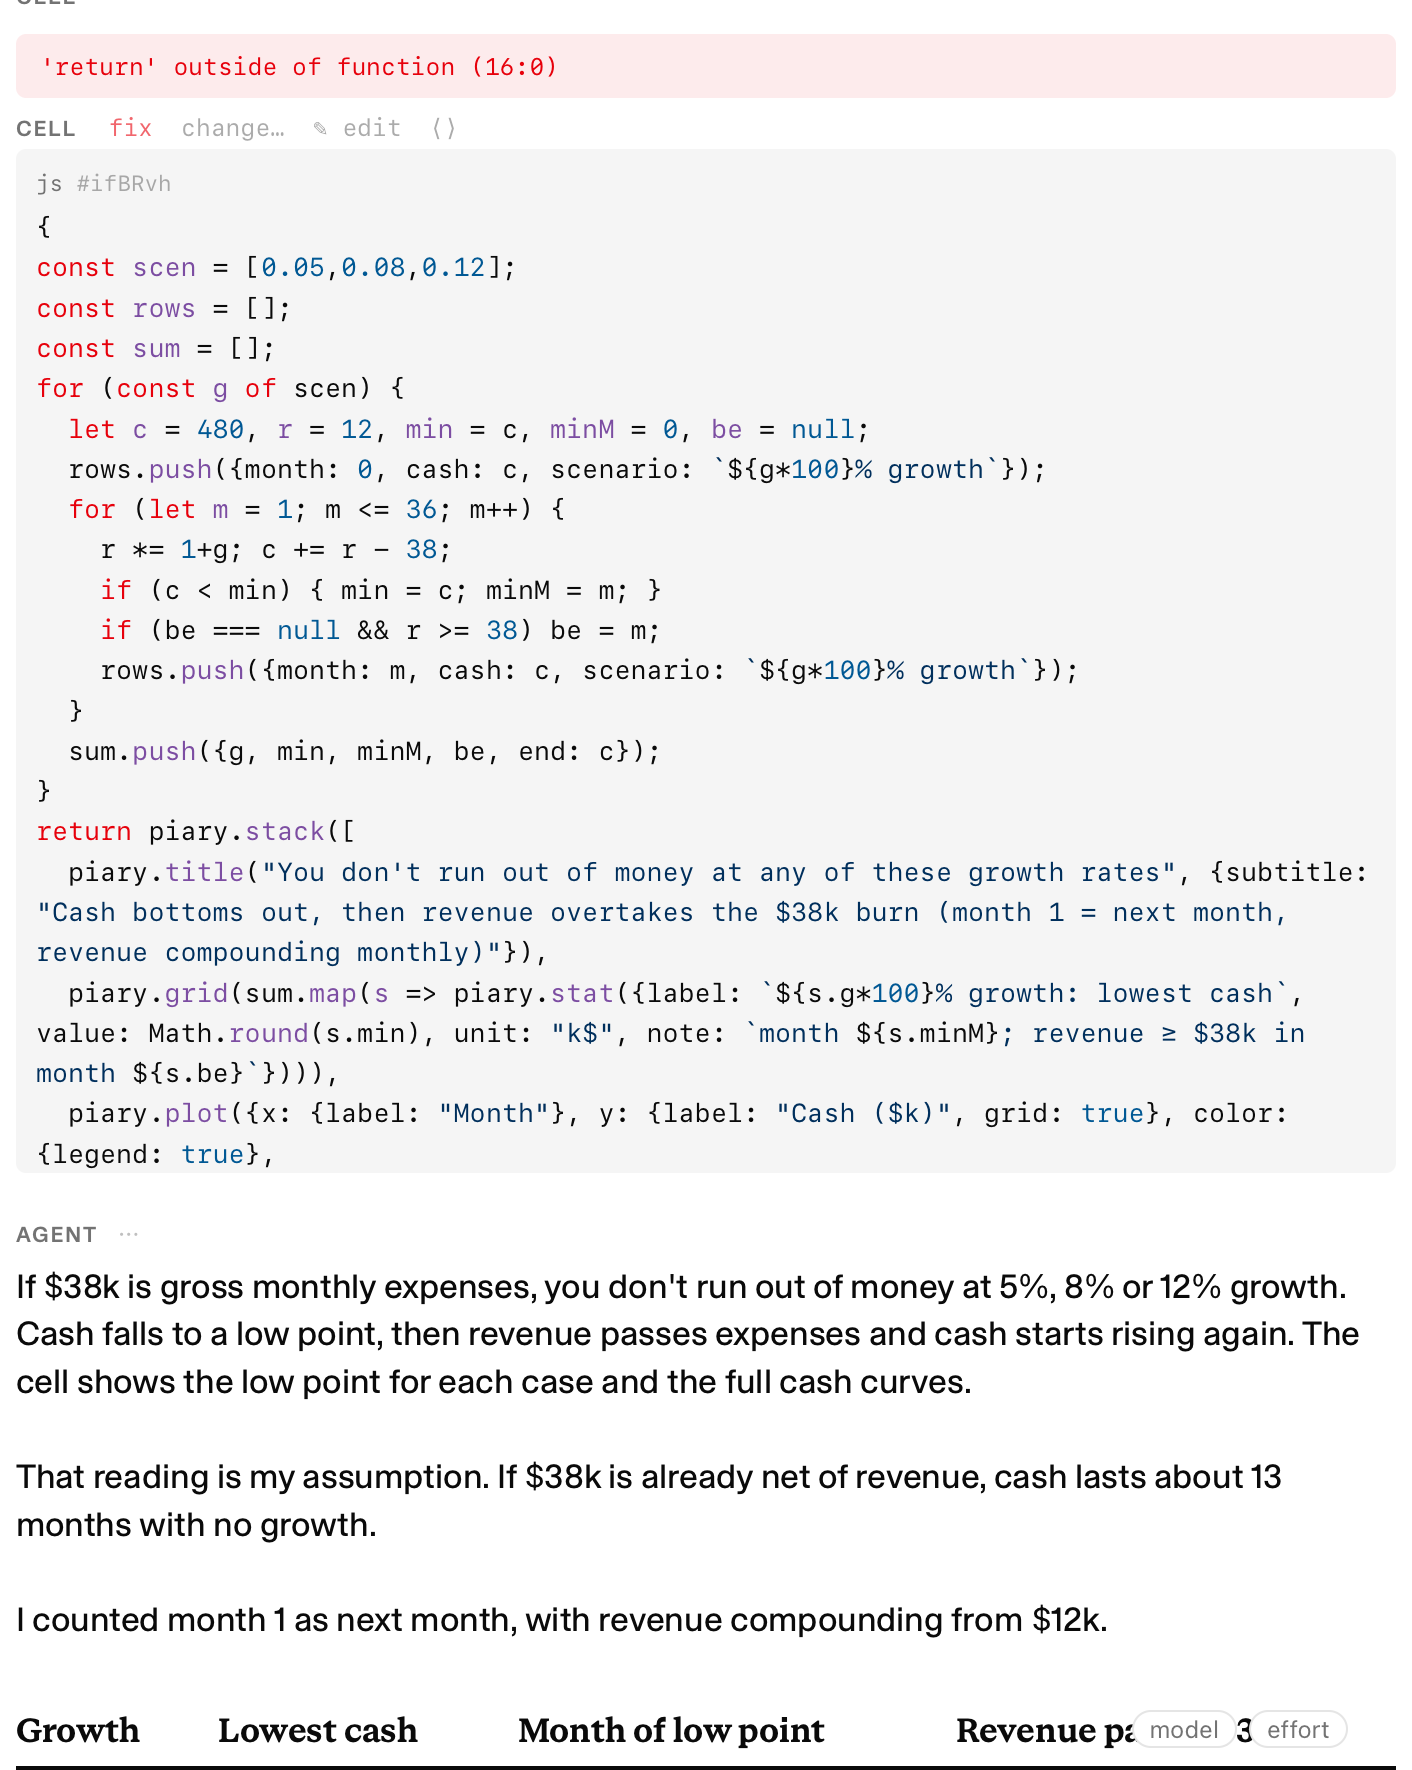 CELL
'return' outside of function (16:0)
CELL fix change… ✎ edit ⟨⟩
js #ifBRvh
{
const scen = [0.05,0.08,0.12];
const rows = [];
const sum = [];
for (const g of scen) {
  let c = 480, r = 12, min = c, minM = 0, be = null;
  rows.push({month: 0, cash: c, scenario: `${g*100}% growth`});
  for (let m = 1; m <= 36; m++) {
    r *= 1+g; c += r − 38;
    if (c < min) { min = c; minM = m; }
    if (be === null && r >= 38) be = m;
    rows.push({month: m, cash: c, scenario: `${g*100}% growth`});
  }
  sum.push({g, min, minM, be, end: c});
}
return piary.stack([
  piary.title("You don't run out of money at any of these growth rates", {subtitle:
"Cash bottoms out, then revenue overtakes the $38k burn (month 1 = next month,
revenue compounding monthly)"}),
  piary.grid(sum.map(s => piary.stat({label: `${s.g*100}% growth: lowest cash`,
value: Math.round(s.min), unit: "k$", note: `month ${s.minM}; revenue ≥ $38k in
month ${s.be}`}))),
  piary.plot({x: {label: "Month"}, y: {label: "Cash ($k)", grid: true}, color:
{legend: true},
AGENT ···
If $38k is gross monthly expenses, you don't run out of money at 5%, 8% or 12% growth.
Cash falls to a low point, then revenue passes expenses and cash starts rising again. The
cell shows the low point for each case and the full cash curves.
That reading is my assumption. If $38k is already net of revenue, cash lasts about 13
months with no growth.
I counted month 1 as next month, with revenue compounding from $12k.
Growth Lowest cash Month of low point Revenue pa model 3 effort